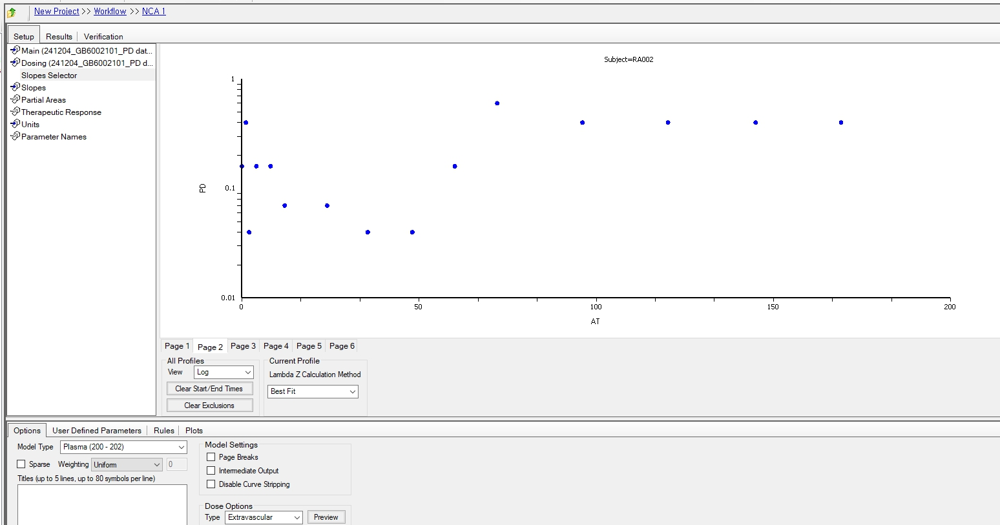 New Project >> Workflow >> NCA 1
Setup Results Verification
Main (241204_GB6002101_PD dat...
Dosing (241204_GB6002101_PD d...
Slopes Selector
Slopes
Partial Areas
Therapeutic Response
Units
Parameter Names
Subject=RA002
1
0.1
0.01
PD
0 50 100 150 200
AT
Page 1 Page 2 Page 3 Page 4 Page 5 Page 6
All Profiles
View Log
Clear Start/End Times
Clear Exclusions
Current Profile
Lambda Z Calculation Method
Best Fit
Options User Defined Parameters Rules Plots
Model Type Plasma (200 - 202)
Sparse Weighting Uniform 0
Titles (up to 5 lines, up to 80 symbols per line)
Model Settings
Page Breaks
Intermediate Output
Disable Curve Stripping
Dose Options
Type Extravascular Preview